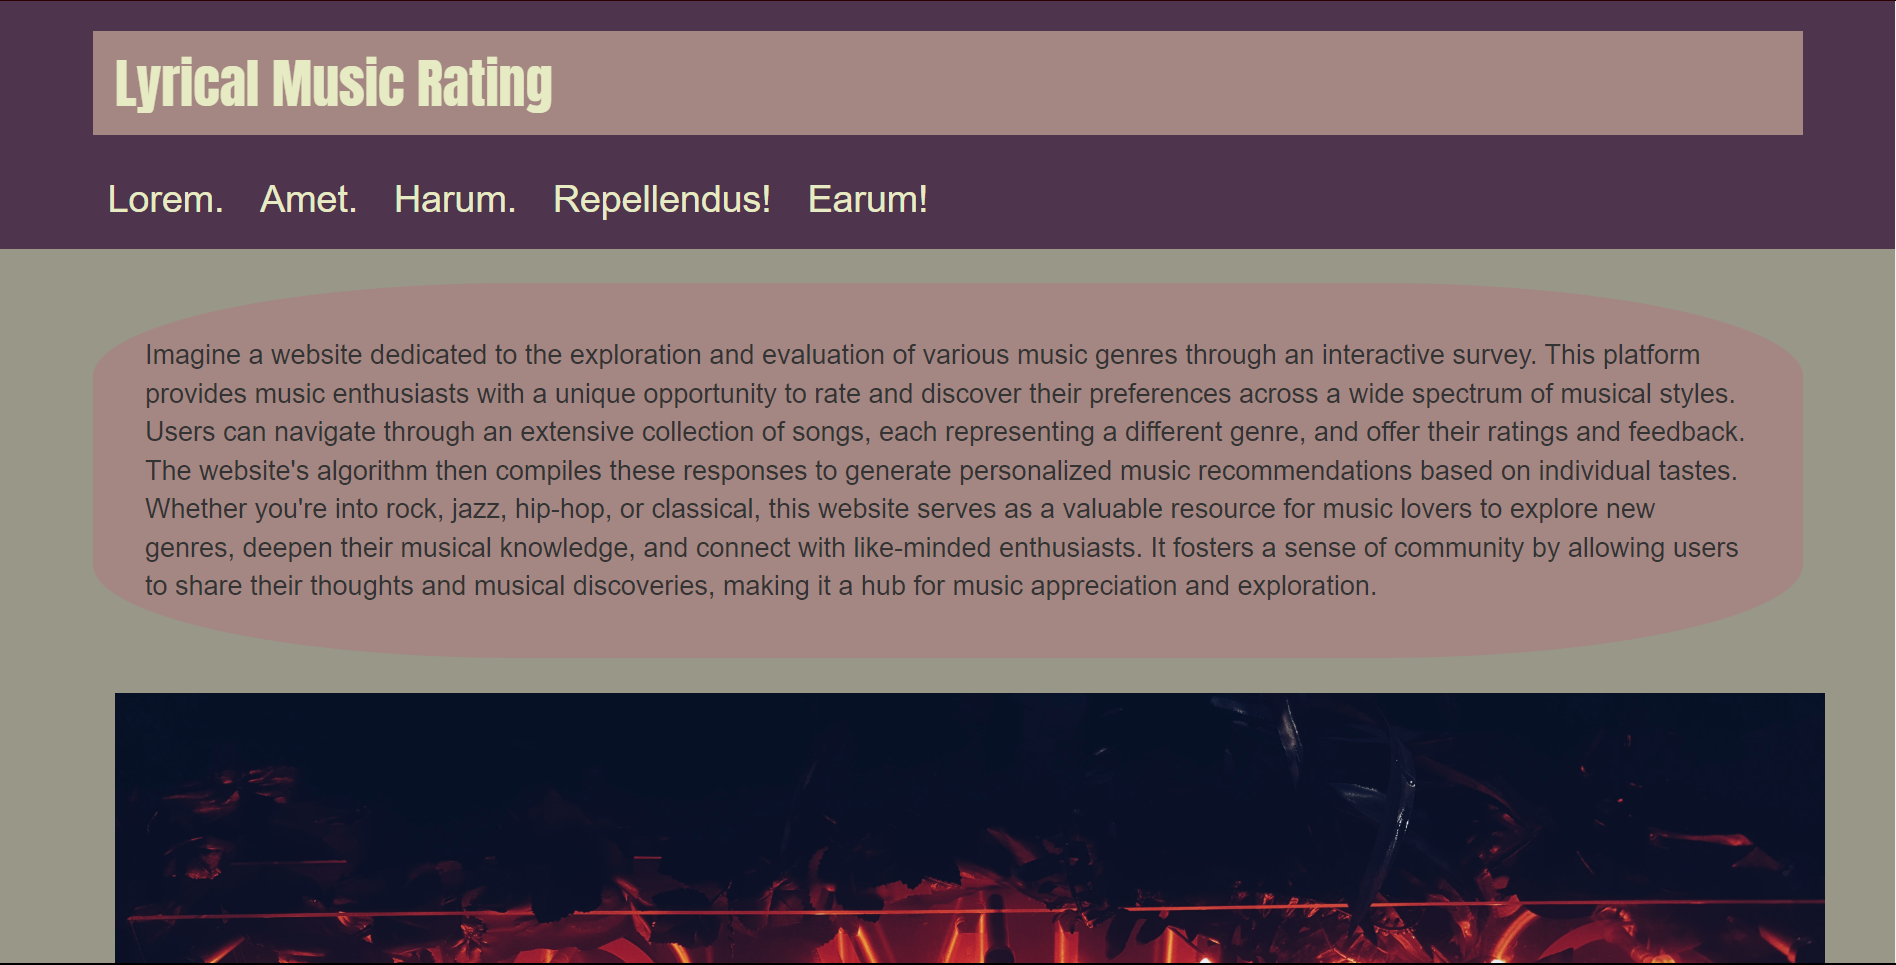 Lyrical Music Rating
Lorem. Amet. Harum. Repellendus! Earum!
Imagine a website dedicated to the exploration and evaluation of various music genres through an interactive survey. This platform
provides music enthusiasts with a unique opportunity to rate and discover their preferences across a wide spectrum of musical styles.
Users can navigate through an extensive collection of songs, each representing a different genre, and offer their ratings and feedback.
The website's algorithm then compiles these responses to generate personalized music recommendations based on individual tastes.
Whether you're into rock, jazz, hip-hop, or classical, this website serves as a valuable resource for music lovers to explore new
genres, deepen their musical knowledge, and connect with like-minded enthusiasts. It fosters a sense of community by allowing users
to share their thoughts and musical discoveries, making it a hub for music appreciation and exploration.